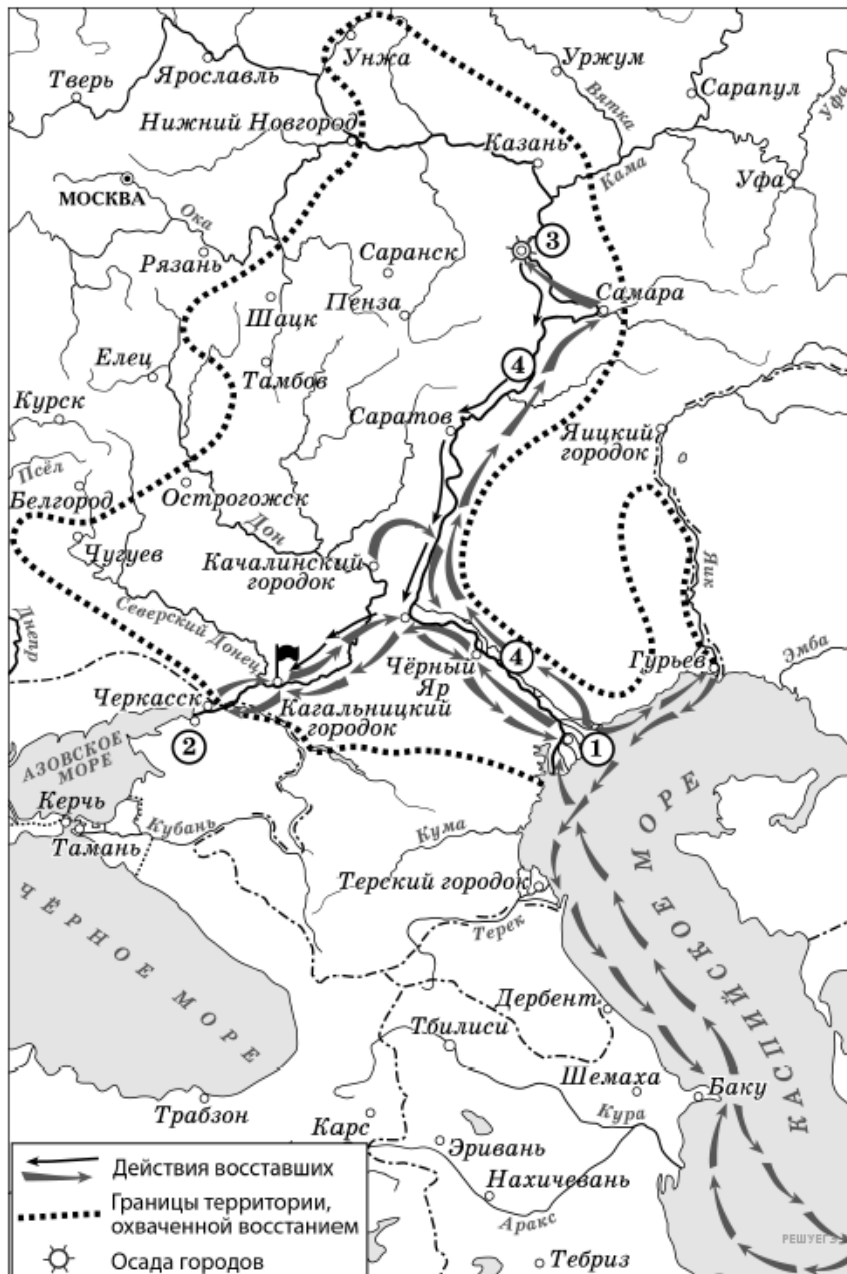 Унжа
Уржум
Тверь
Ярославль
Вятка
Сарапул
Уфа
Нижний Новгород
Казань
Кама
Уфа
МОСКВА
Ока
3
Рязань
Саранск
Самара
Шацк
Пенза
Елец
4
Тамбов
Курск
Саратов
Яицкий
городок
Псёл
Белгород
Острогожск
Дон
Чугуев
Качалинский
городок
Яик
Днепр
Северский Донец
4
Чёрный
Яр
Гурьев
Эмба
Черкасск
Кагальницкий
городок
2
1
АЗОВСКОЕ
МОРЕ
Керчь
Тамань
Кубань
Кума
Терский городок
Терек
КАСПИЙСКОЕ МОРЕ
ЧЁРНОЕ МОРЕ
Дербент
Тбилиси
Шемаха
Баку
Трабзон
Карс
Кура
Эривань
Нахичевань
Аракс
Тебриз
Действия восставших
Границы территории,
охваченной восстанием
Осада городов
РЕШУЕГЭ